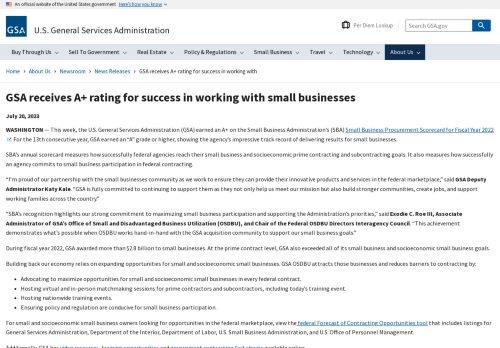 An official website of the United States government Here's how you know
GSA
U.S. General Services Administration
Per Diem Lookup
Search GSA.gov
Buy Through Us
Sell To Government
Real Estate
Policy & Regulations
Small Business
Travel
Technology
About Us
Home › About Us › Newsroom › News Releases › GSA receives A+ rating for success in working with
GSA receives A+ rating for success in working with small businesses
July 20, 2023
WASHINGTON — This week, the U.S. General Services Administration (GSA) earned an A+ on the Small Business Administration's (SBA) Small Business Procurement Scorecard for Fiscal Year 2022
. For the 13th consecutive year, GSA earned an "A" grade or higher, showing the agency's impressive track record of delivering results for small businesses.
SBA's annual scorecard measures how successfully federal agencies reach their small business and socioeconomic prime contracting and subcontracting goals. It also measures how successfully
an agency commits to small business participation in federal contracting.
"I'm proud of our partnership with the small businesses community as we work to ensure they can provide their innovative products and services in the federal marketplace," said GSA Deputy
Administrator Katy Kale. "GSA is fully committed to continuing to support them as they not only help us meet our mission but also build stronger communities, create jobs, and support
working families across the country."
"SBA's recognition highlights our strong commitment to maximizing small business participation and supporting the Administration's priorities," said Exodie C. Roe III, Associate
Administrator of GSA's Office of Small and Disadvantaged Business Utilization (OSDBU), and Chair of the Federal OSDBU Directors Interagency Council. "This achievement
demonstrates what's possible when OSDBU works hand-in-hand with the GSA acquisition community to support our small business goals."
During fiscal year 2022, GSA awarded more than $2.8 billion to small businesses. At the prime contract level, GSA also exceeded all of its small business and socioeconomic small business goals.
Building back our economy relies on expanding opportunities for small and socioeconomic small businesses. GSA OSDBU attracts those businesses and reduces barriers to contracting by:
• Advocating to maximize opportunities for small and socioeconomic small businesses in every federal contract.
• Hosting virtual and in-person matchmaking sessions for prime contractors and subcontractors, including today's training event.
• Hosting nationwide training events.
• Ensuring policy and regulation are conducive for small business participation.
For small and socioeconomic small business owners looking for opportunities in the federal marketplace, view the federal Forecast of Contracting Opportunities tool that includes listings for
General Services Administration, Department of the Interior, Department of Labor, U.S. Small Business Administration, and U.S. Office of Personnel Management.